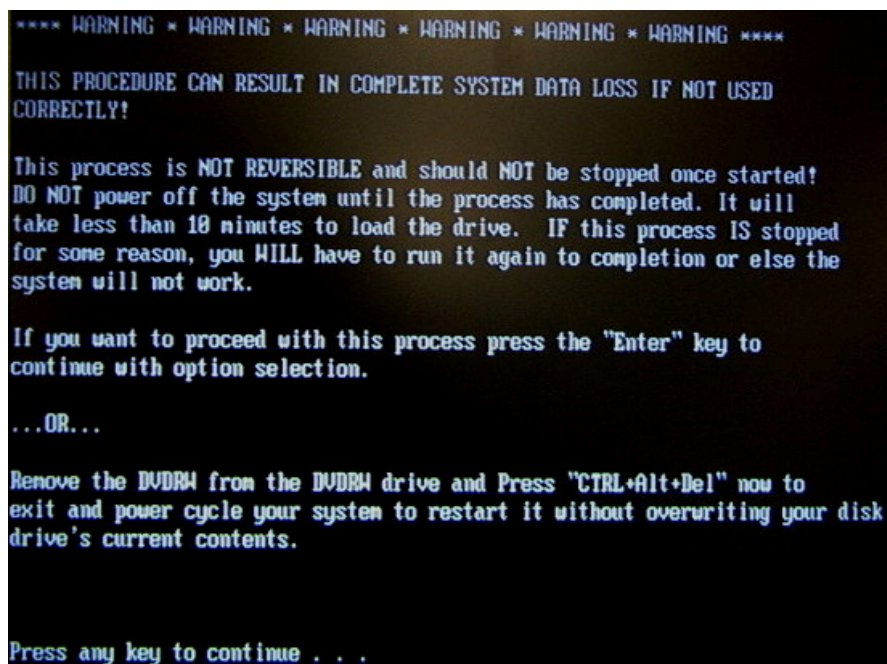 **** WARNING * WARNING * WARNING * WARNING * WARNING * WARNING ****
THIS PROCEDURE CAN RESULT IN COMPLETE SYSTEM DATA LOSS IF NOT USED
CORRECTLY!
This process is NOT REVERSIBLE and should NOT be stopped once started!
DO NOT power off the system until the process has completed. It will
take less than 10 minutes to load the drive.  IF this process IS stopped
for some reason, you WILL have to run it again to completion or else the
system will not work.
If you want to proceed with this process press the "Enter" key to
continue with option selection.
...OR...
Remove the DVDRW from the DVDRW drive and Press "CTRL+Alt+Del" now to
exit and power cycle your system to restart it without overwriting your disk
drive's current contents.
Press any key to continue . . .